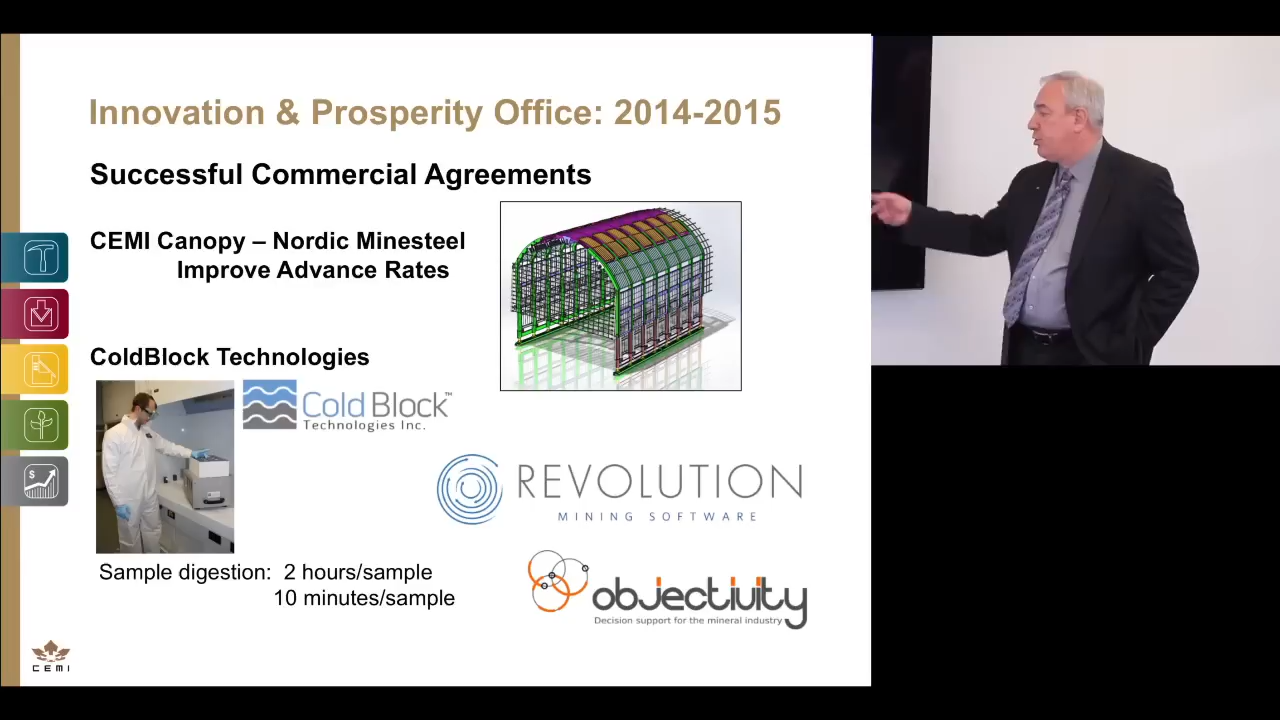 Innovation & Prosperity Office: 2014-2015
Successful Commercial Agreements
CEMI Canopy – Nordic Minesteel
Improve Advance Rates
ColdBlock Technologies
Cold Block™
Technologies Inc.
REVOLUTION
MINING SOFTWARE
Sample digestion: 2 hours/sample
10 minutes/sample
objectivity
Decision support for the mineral industry
$
CEMI